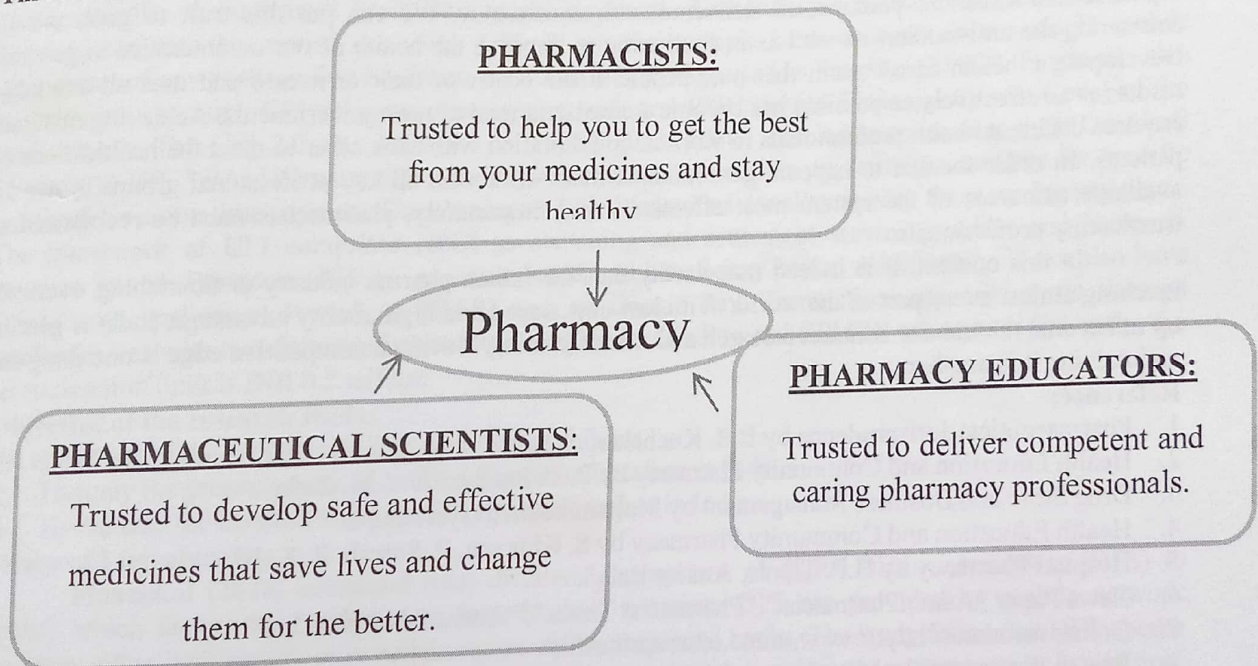 PHARMACISTS:
Trusted to help you to get the best
from your medicines and stay
healthy
Pharmacy
PHARMACEUTICAL SCIENTISTS:
Trusted to develop safe and effective
medicines that save lives and change
them for the better.
PHARMACY EDUCATORS:
Trusted to deliver competent and
caring pharmacy professionals.